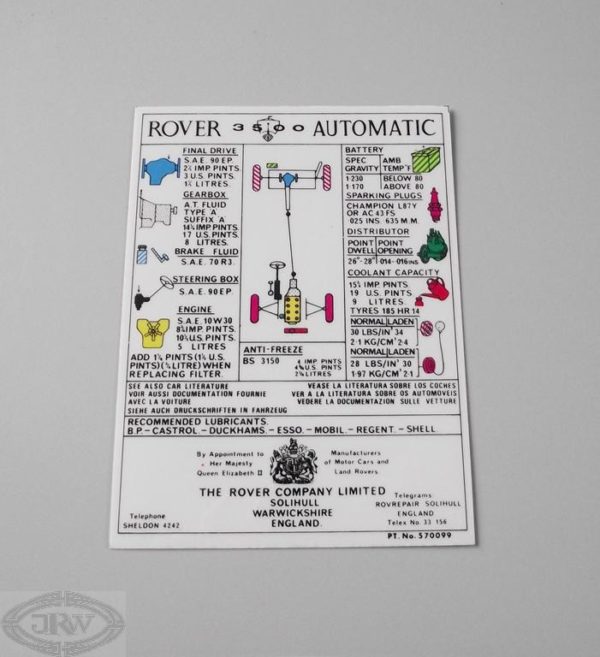 ROVER 3500 AUTOMATIC
FINAL DRIVE
S.A.E. 90 EP.
2¼ IMP. PINTS.
3 U.S. PINTS.
1¼ LITRES.
GEARBOX
A.T. FLUID
TYPE 'A'
SUFFIX 'A'
14¼ IMP. PINTS.
17 U.S. PINTS.
8 LITRES.
BRAKE FLUID
S.A.E. 70 R3.
STEERING BOX
S.A.E. 90 EP.
ENGINE
S.A.E. 10W30
IMP. PINTS.
U.S. PINTS.
5 LITRES
ADD 1¼ PINTS (1½ U.S.
PINTS) (LITRE) WHEN
REPLACING FILTER.
ANTI-FREEZE
BS 3150
4 IMP PINTS
U.S. PINTS
LITRES
BATTERY
SPEC GRAVITY
AMB TEMP °F
1·230 BELOW 80
1·170 ABOVE 80
SPARKING PLUGS
CHAMPION L87Y
OR AC 43 FS
·025 INS ·635 M.M.
DISTRIBUTOR
POINT DWELL
POINT OPENING
26°-28° ·014-·016 INS
COOLANT CAPACITY
IMP. PINTS
19 U.S. PINTS
9 LITRES
TYRES 185 HR 14
NORMAL LADEN
30 LBS/IN² 34
2·1 KG/CM² 2·4
NORMAL LADEN
28 LBS/IN² 30
1·97 KG/CM² 2·1
SEE ALSO CAR LITERATURE
VOIR AUSSI DOCUMENTATION FOURNIE
AVEC LA VOITURE
SIEHE AUCH DRUCKSCHRIFTEN IN FAHRZEUG
VEASE LA LITERATURA SOBRE LOS COCHES
VER A LA LITERATURA SOBRE OS AUTOMOVEIS
VEDERE LA DOCUMENTAZION SULLE VETTURE
RECOMMENDED LUBRICANTS.
B.P.-CASTROL-DUCKHAMS.-ESSO.-MOBIL.-REGENT.-SHELL
By Appointment to
Her Majesty
Queen Elizabeth II
Manufacturers
of Motor Cars and
Land Rovers
THE ROVER COMPANY LIMITED
SOLIHULL
WARWICKSHIRE
ENGLAND.
Telephone
SHELDON 4242
Telegrams
ROVREPAIR SOLIHULL
ENGLAND
Telex No. 33 156
PT. No. 570099
JRW